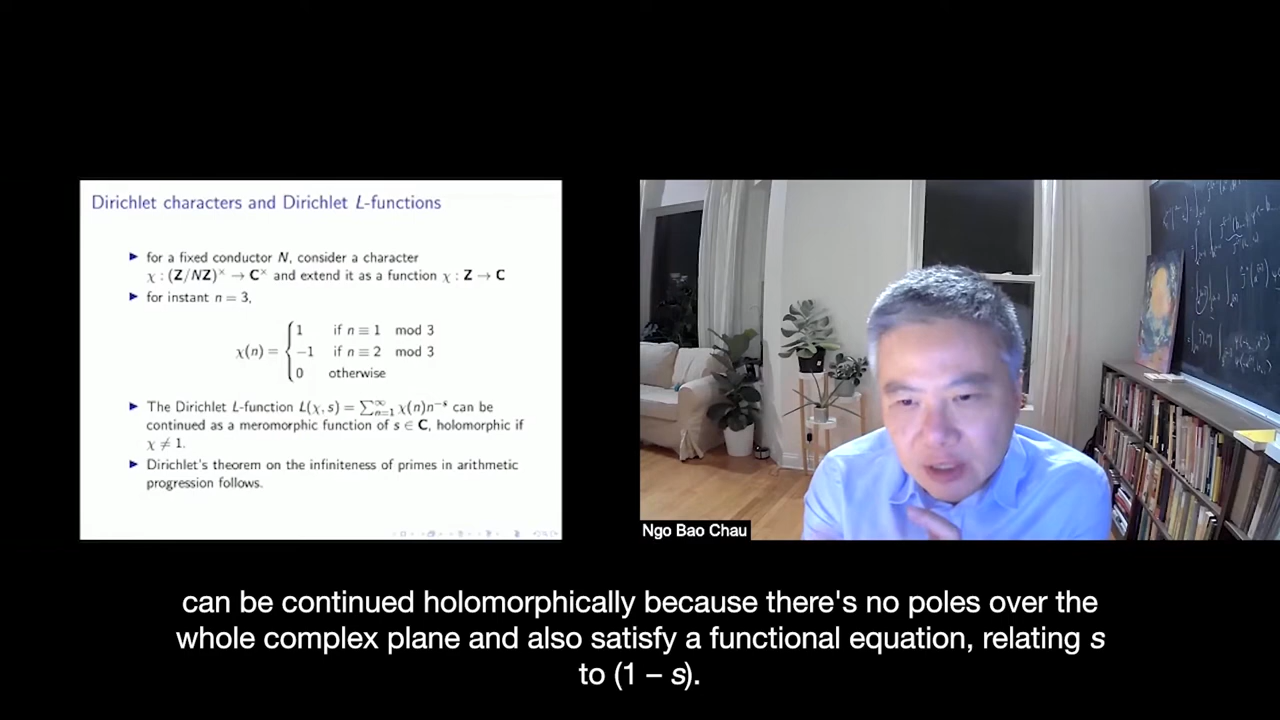 Dirichlet characters and Dirichlet L-functions
▶ for a fixed conductor N, consider a character
χ : (Z/NZ)× → C× and extend it as a function χ : Z → C
▶ for instant n = 3,
χ(n) = { 1 if n ≡ 1 mod 3
−1 if n ≡ 2 mod 3
0 otherwise
▶ The Dirichlet L-function L(χ, s) = ∑_{n=1}^∞ χ(n)n^{−s} can be
continued as a meromorphic function of s ∈ C, holomorphic if
χ ≠ 1.
▶ Dirichlet's theorem on the infiniteness of primes in arithmetic
progression follows.
Ngo Bao Chau
can be continued holomorphically because there's no poles over the
whole complex plane and also satisfy a functional equation, relating s
to (1 – s).